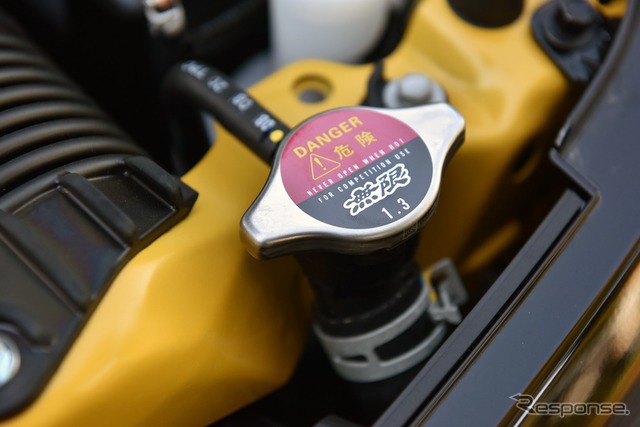 DANGER
危険
NEVER OPEN WHEN HOT
FOR COMPETITION USE
無限
1.3
Response.